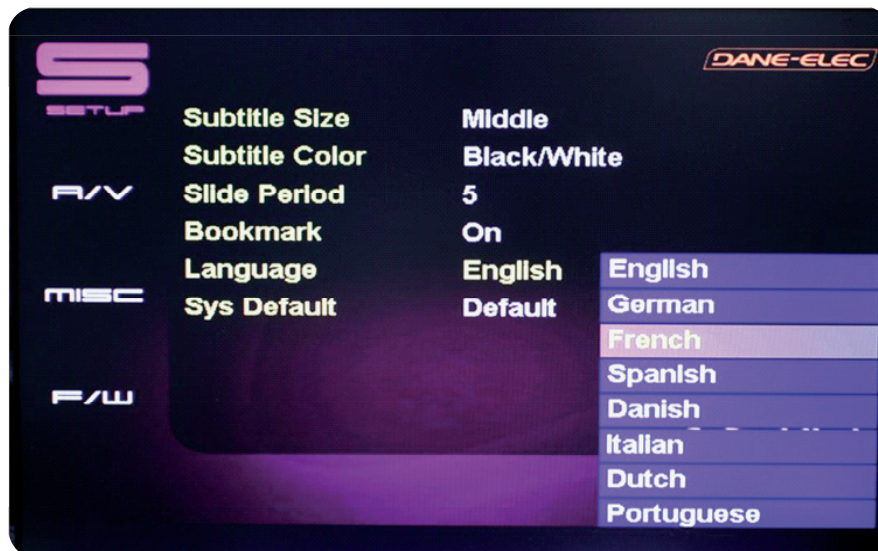 S
DANE-ELEC
SETUP
Subtitle Size Middle
Subtitle Color Black/White
A/V
Slide Period 5
Bookmark On
Language English
MISC
Sys Default Default
F/W
English
German
French
Spanish
Danish
Italian
Dutch
Portuguese